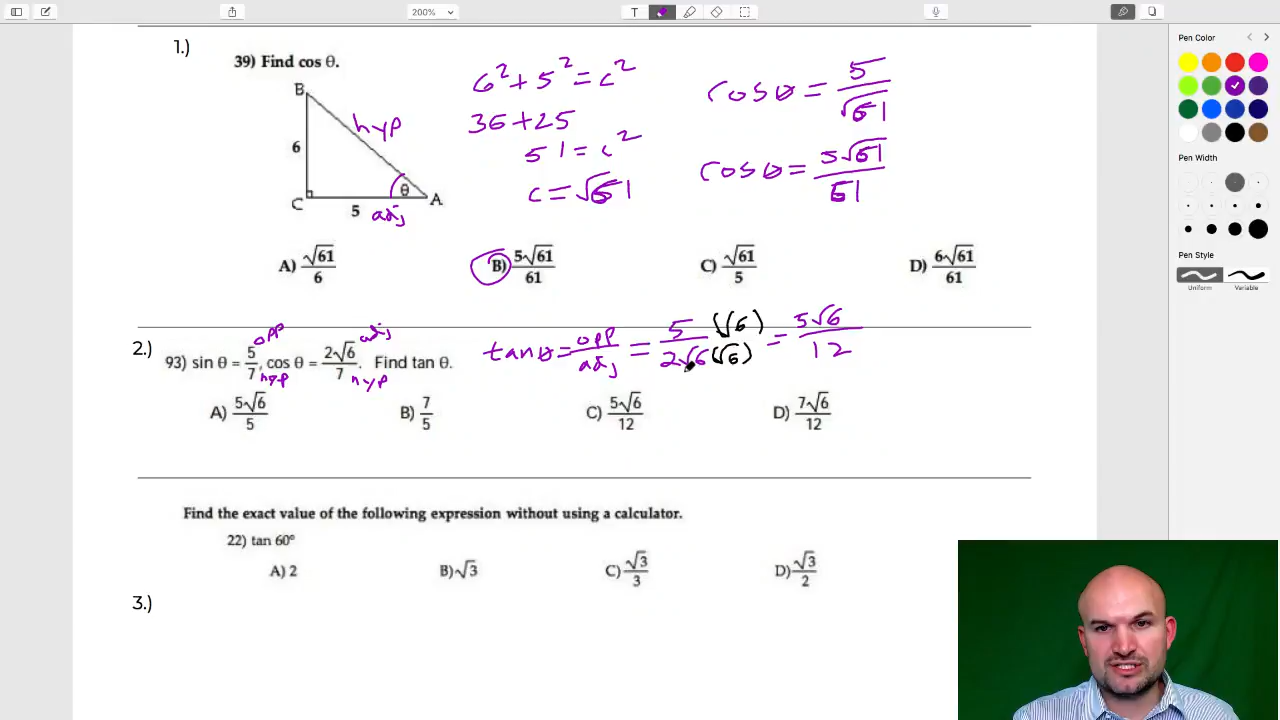 200%
T
Pen Color
Pen Width
Pen Style
Uniform Variable
1.)
39) Find cos θ.
B
6
C
5
A
θ
hyp
adj
6² + 5² = c²
36 + 25
61 = c²
c = √61
cos θ = 5/√61
cos θ = 5√61/61
A) √61/6 B) 5√61/61 C) √61/5 D) 6√61/61
2.)
93) sin θ = 5/7, cos θ = 2√6/7. Find tan θ.
opp hyp adj hyp
tan θ = opp/adj = 5/2√6 (√6)/(√6) = 5√6/12
A) 5√6/5 B) 7/5 C) 5√6/12 D) 7√6/12
Find the exact value of the following expression without using a calculator.
22) tan 60°
A) 2 B) √3 C) √3/3 D) √3/2
3.)